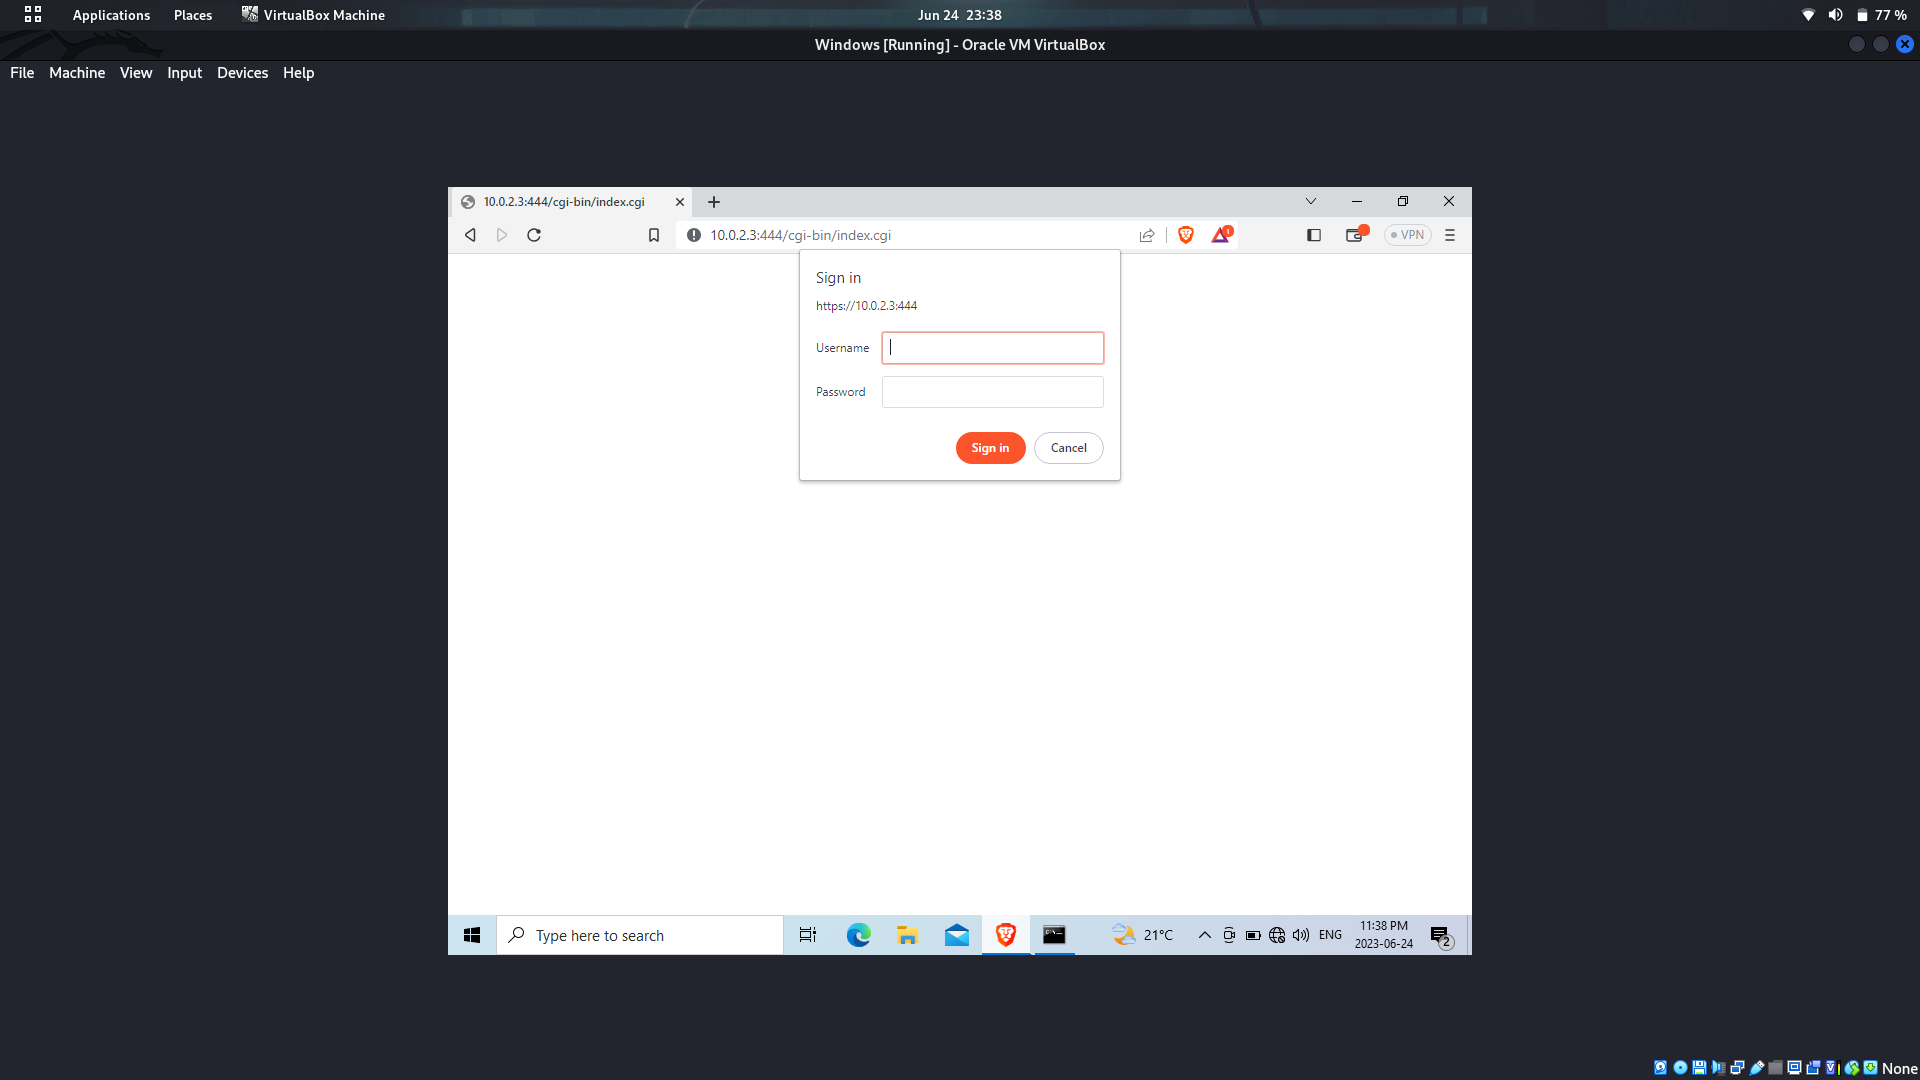 Applications Places VirtualBox Machine Jun 24 23:38 77 %
Windows [Running] - Oracle VM VirtualBox
File Machine View Input Devices Help
10.0.2.3:444/cgi-bin/index.cgi
10.0.2.3:444/cgi-bin/index.cgi 1 VPN
Sign in
https://10.0.2.3:444
Username
Password
Sign in Cancel
Type here to search 21°C ENG 11:38 PM
2023-06-24 2
None